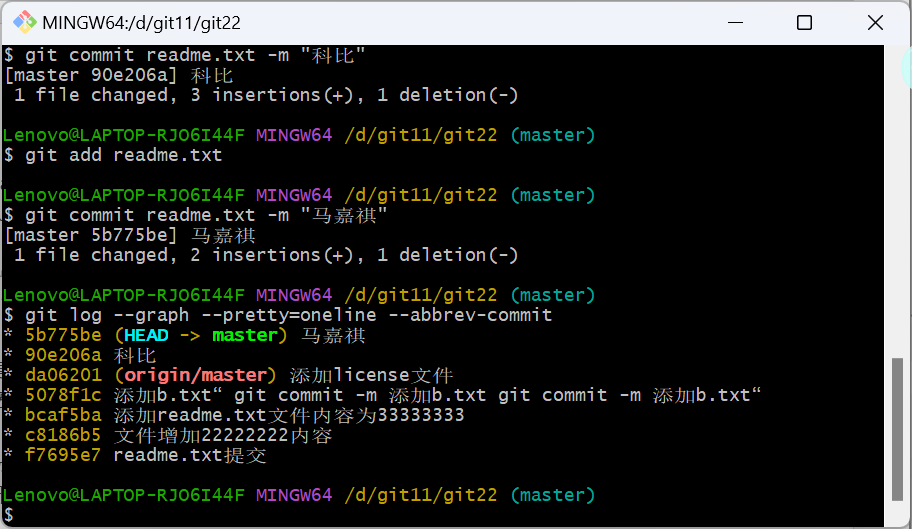 MINGW64:/d/git11/git22
$ git commit readme.txt -m "科比"
[master 90e206a] 科比
 1 file changed, 3 insertions(+), 1 deletion(-)
Lenovo@LAPTOP-RJO6I44F MINGW64 /d/git11/git22 (master)
$ git add readme.txt
Lenovo@LAPTOP-RJO6I44F MINGW64 /d/git11/git22 (master)
$ git commit readme.txt -m "马嘉祺"
[master 5b775be] 马嘉祺
 1 file changed, 2 insertions(+), 1 deletion(-)
Lenovo@LAPTOP-RJO6I44F MINGW64 /d/git11/git22 (master)
$ git log --graph --pretty=oneline --abbrev-commit
* 5b775be (HEAD -> master) 马嘉祺
* 90e206a 科比
* da06201 (origin/master) 添加license文件
* 5078f1c 添加b.txt“ git commit -m 添加b.txt git commit -m 添加b.txt“
* bcaf5ba 添加readme.txt文件内容为33333333
* c8186b5 文件增加22222222内容
* f7695e7 readme.txt提交
Lenovo@LAPTOP-RJO6I44F MINGW64 /d/git11/git22 (master)
$